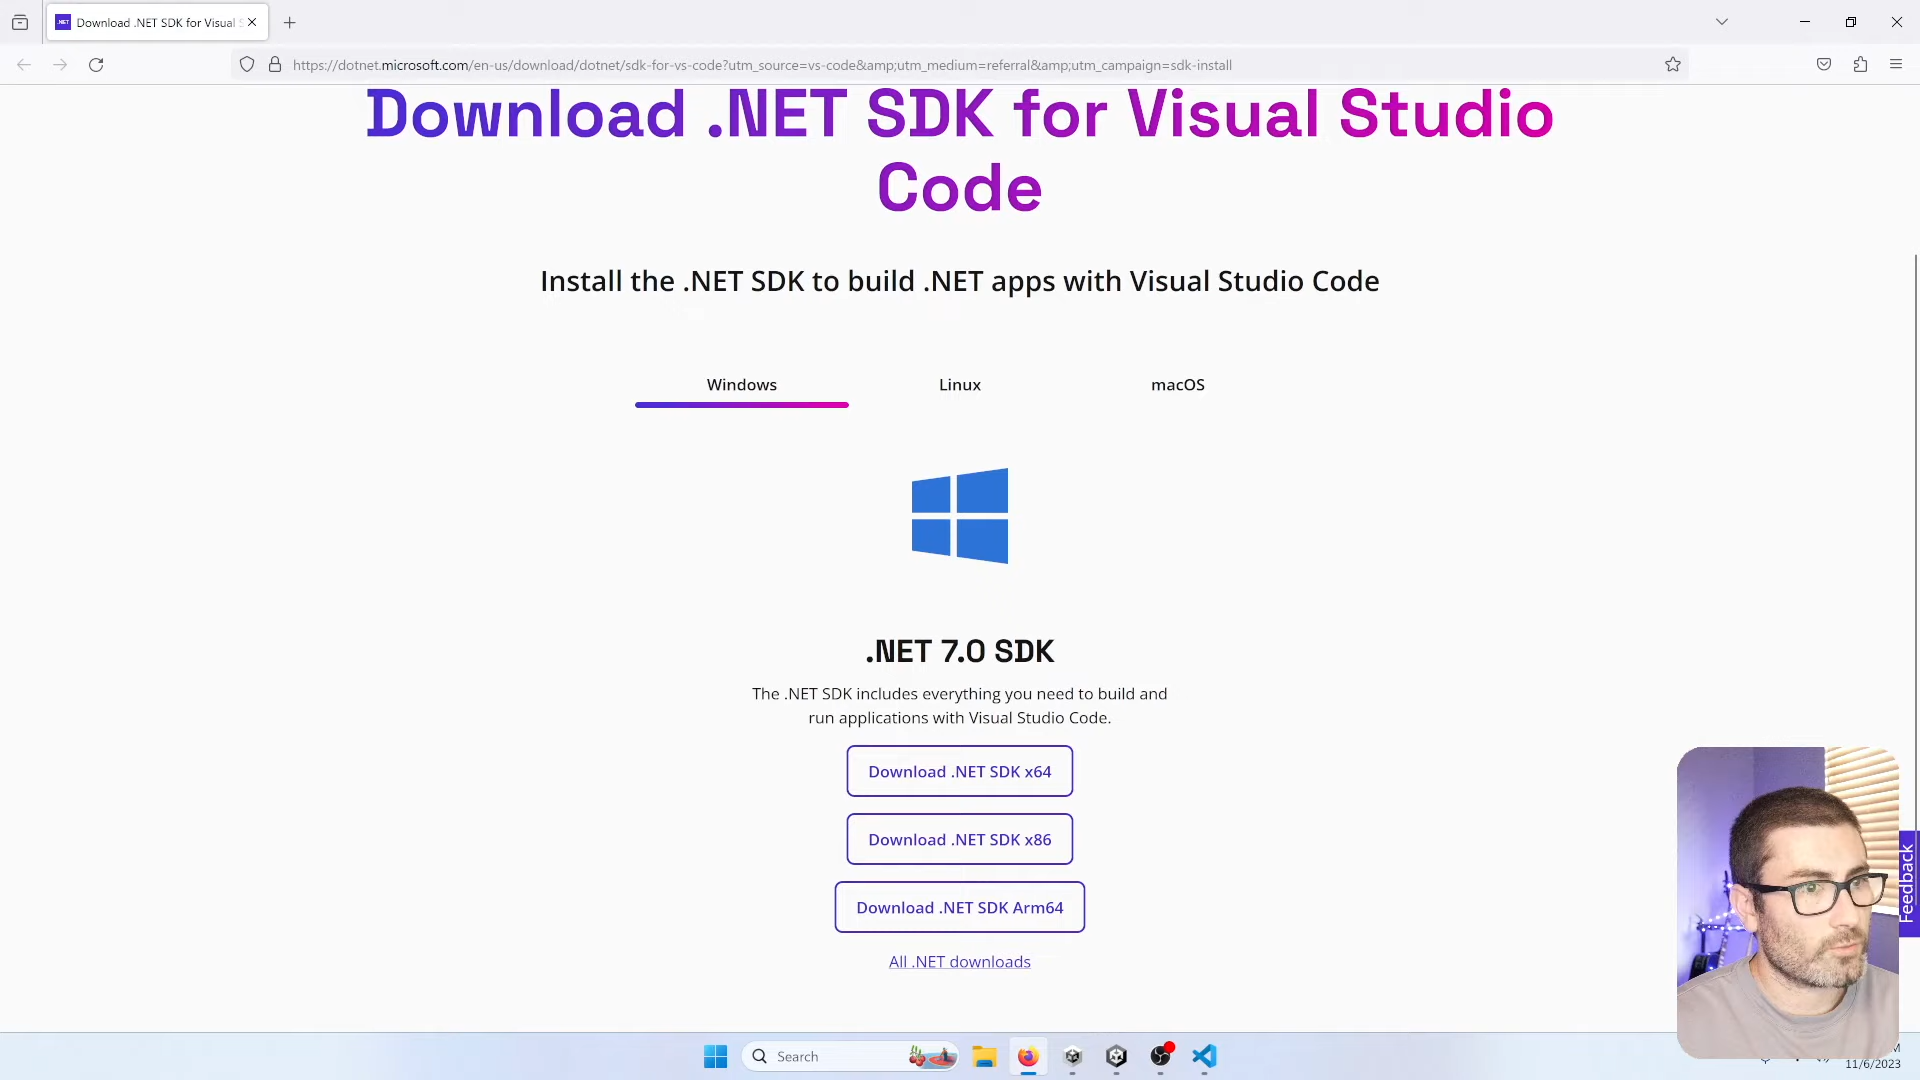 .NET
Download .NET SDK for Visual S
https://dotnet.microsoft.com/en-us/download/dotnet/sdk-for-vs-code?utm_source=vs-code&amp;utm_medium=referral&amp;utm_campaign=sdk-install
Download .NET SDK for Visual Studio
Code
Install the .NET SDK to build .NET apps with Visual Studio Code
Windows
Linux
macOS
.NET 7.0 SDK
The .NET SDK includes everything you need to build and
run applications with Visual Studio Code.
Download .NET SDK x64
Download .NET SDK x86
Download .NET SDK Arm64
All .NET downloads
Feedback
Search
M
11/6/2023